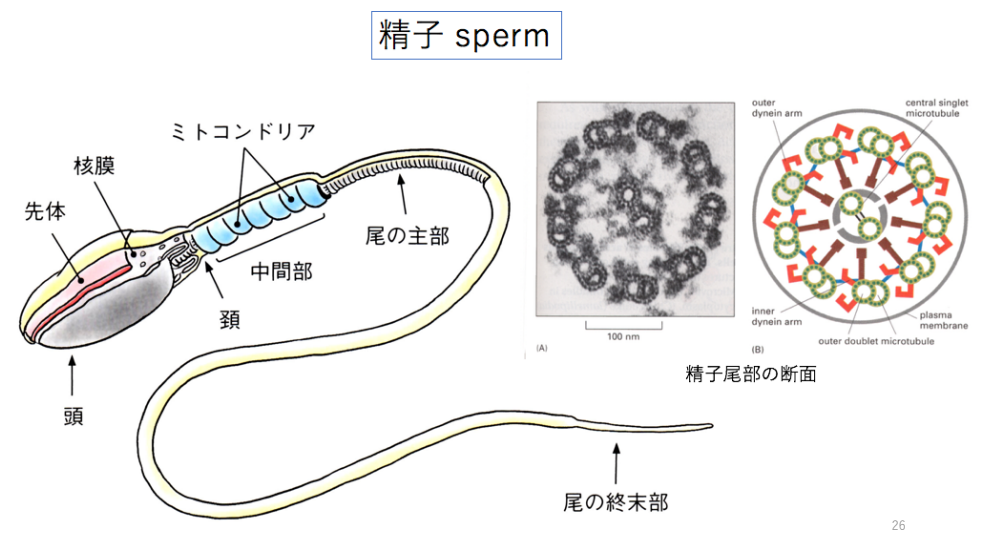 精子 sperm
ミトコンドリア
核膜
先体
尾の主部
中間部
頚
頭
尾の終末部
outer
dynein arm
central singlet
microtubule
inner
dynein arm
plasma
membrane
outer doublet microtubule
100 nm
(A)
(B)
精子尾部の断面
26